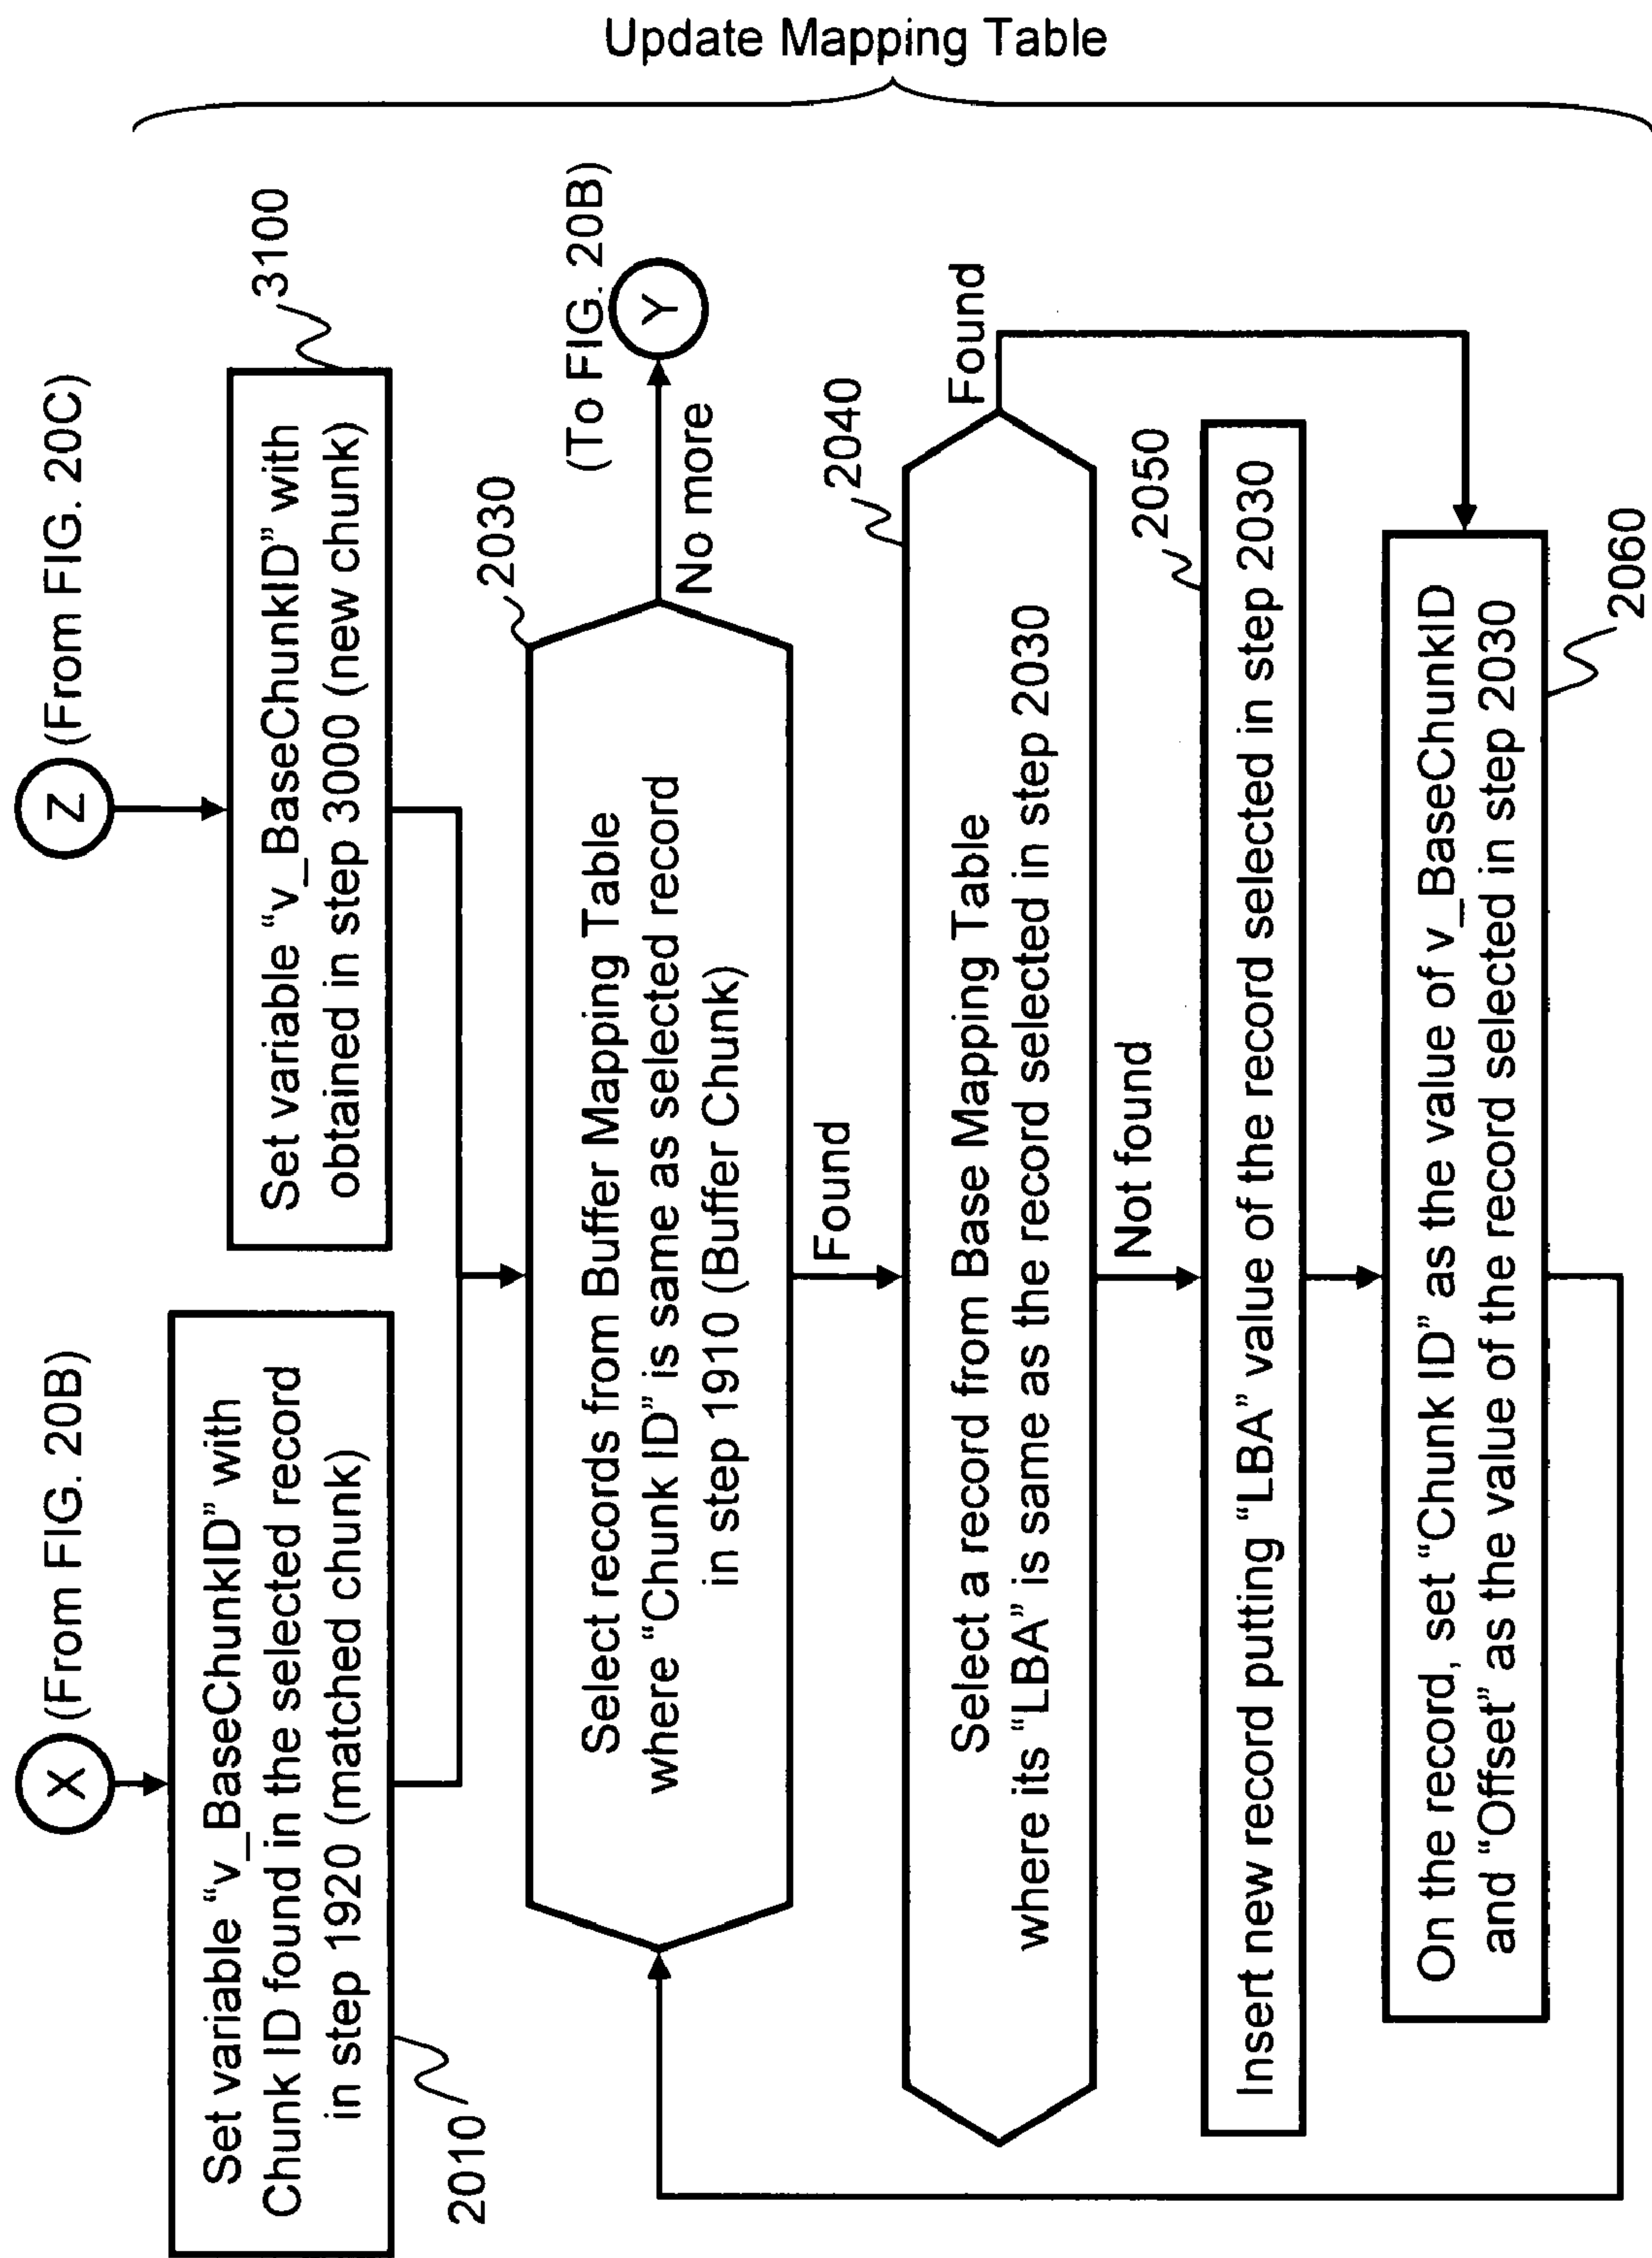 X (From FIG. 20B)
Z (From FIG. 20C)
Set variable “v_BaseChunkID” with
Chunk ID found in the selected record
in step 1920 (matched chunk)
2010
Set variable “v_BaseChunkID” with
obtained in step 3000 (new chunk)
3100
Update Mapping Table
Select records from Buffer Mapping Table
where “Chunk ID” is same as selected record
in step 1910 (Buffer Chunk)
2030
No more
(To FIG. 20B)
Y
Found
Select a record from Base Mapping Table
where its “LBA” is same as the record selected in step 2030
2040
Found
Not found
Insert new record putting “LBA” value of the record selected in step 2030
2050
On the record, set “Chunk ID” as the value of v_BaseChunkID
and “Offset” as the value of the record selected in step 2030
2060